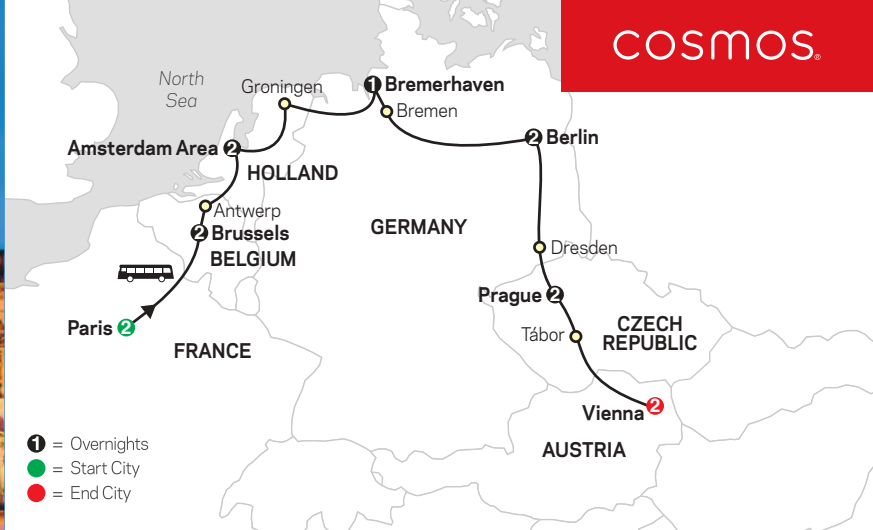 COSMOS®
North
Sea
Groningen
1 Bremerhaven
Bremen
Amsterdam Area 2
2 Berlin
HOLLAND
Antwerp
2 Brussels
GERMANY
BELGIUM
Dresden
Prague 2
Paris 2
CZECH
REPUBLIC
Tábor
FRANCE
Vienna 2
AUSTRIA
1 = Overnights
= Start City
= End City